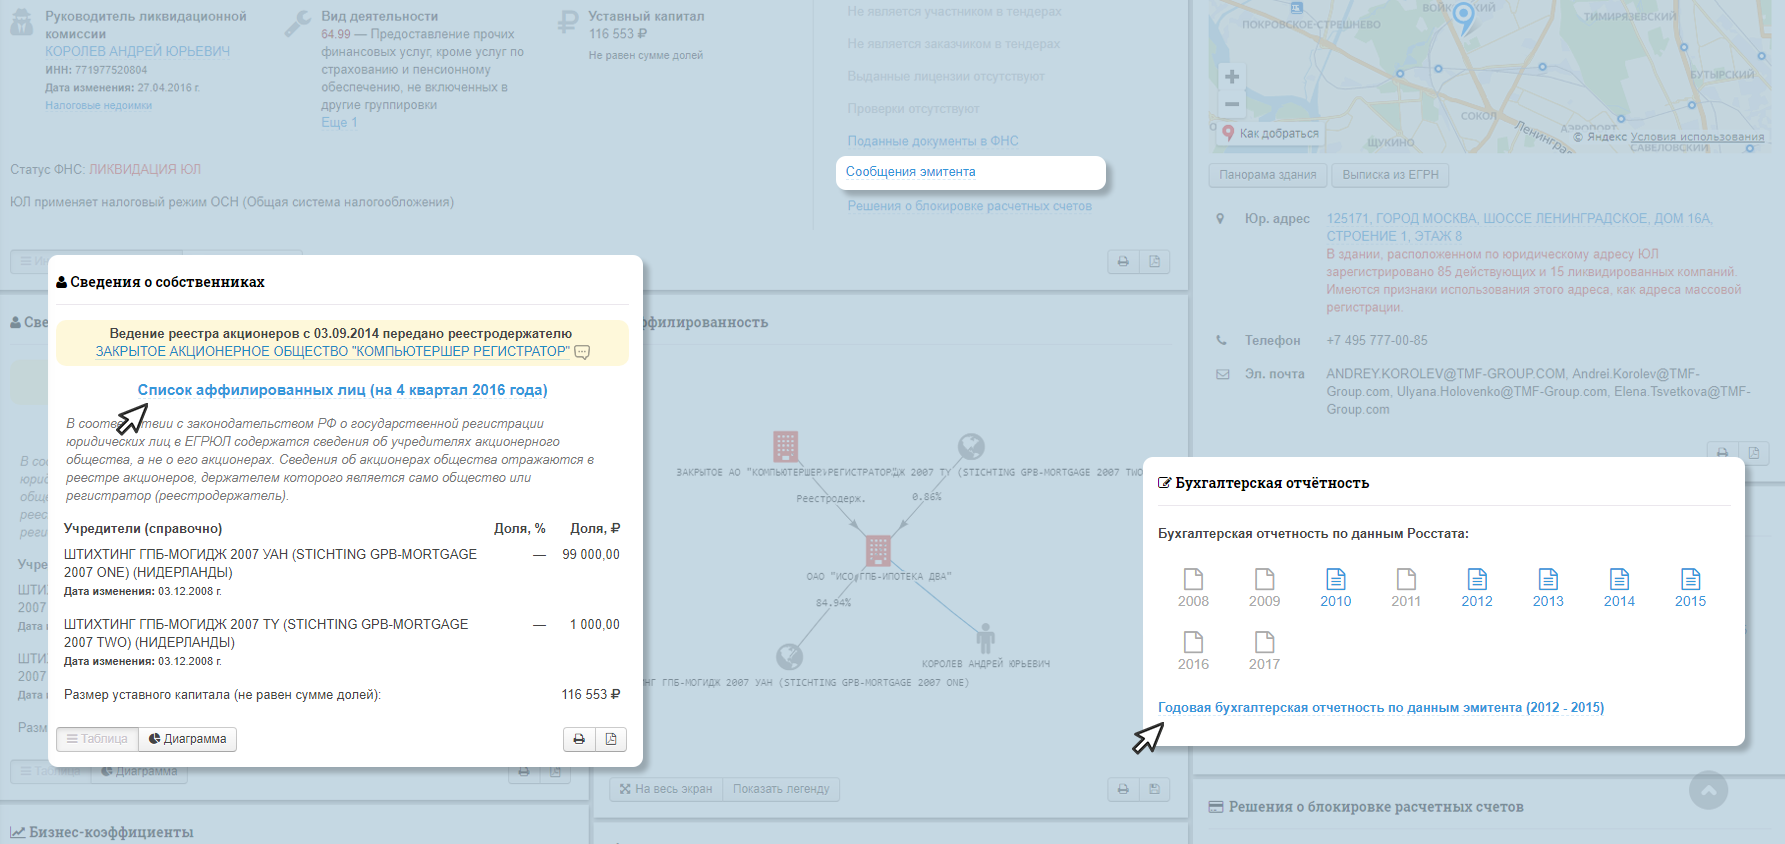 Руководитель ликвидационной
комиссии
КОРОЛЕВ АНДРЕЙ ЮРЬЕВИЧ
ИНН: 771977520804
Дата изменения: 27.04.2016 г.
Налоговые недоимки
Вид деятельности
64.99 — Предоставление прочих
финансовых услуг, кроме услуг по
страхованию и пенсионному
обеспечению, не включенных в
другие группировки
Еще 1
Уставный капитал
116 553 ₽
Не равен сумме долей
Статус ФНС: ЛИКВИДАЦИЯ ЮЛ
ЮЛ применяет налоговый режим ОСН (Общая система налогообложения)
Не является участником в тендерах
Не является заказчиком в тендерах
Выданные лицензии отсутствуют
Проверки отсутствуют
Поданные документы в ФНС
Сообщения эмитента
Решения о блокировке расчетных счетов
ПОКРОВСКОЕ-СТРЕШНЕВО
ТИМИРЯЗЕВСКИЙ
БУТЫРСКИЙ
СОКОЛ
АЭРОПОРТ
ЩУКИНО
САВЕЛОВСКИЙ
Ленинград
Как добраться
© Яндекс Условия использования
Панорама здания
Выписка из ЕГРН
Юр. адрес
125171, ГОРОД МОСКВА, ШОССЕ ЛЕНИНГРАДСКОЕ, ДОМ 16А,
СТРОЕНИЕ 1, ЭТАЖ 8
В здании, расположенном по юридическому адресу ЮЛ
зарегистрировано 85 действующих и 15 ликвидированных компаний.
Имеются признаки использования этого адреса, как адреса массовой
регистрации.
Телефон
+7 495 777-00-85
Эл. почта
ANDREY.KOROLEV@TMF-GROUP.COM, Andrei.Korolev@TMF-
Group.com, Ulyana.Holovenko@TMF-Group.com, Elena.Tsvetkova@TMF-
Group.com
Сведения о собственниках
Ведение реестра акционеров с 03.09.2014 передано реестродержателю
ЗАКРЫТОЕ АКЦИОНЕРНОЕ ОБЩЕСТВО "КОМПЬЮТЕРШЕР РЕГИСТРАТОР"
Список аффилированных лиц (на 4 квартал 2016 года)
В соответствии с законодательством РФ о государственной регистрации
юридических лиц в ЕГРЮЛ содержатся сведения об учредителях акционерного
общества, а не о его акционерах. Сведения об акционерах общества отражаются в
реестре акционеров, держателем которого является само общество или
регистратор (реестродержатель).
Учредители (справочно) Доля, % Доля, ₽
ШТИХТИНГ ГПБ-МОГИДЖ 2007 УАН (STICHTING GPB-MORTGAGE — 99 000,00
2007 ONE) (НИДЕРЛАНДЫ)
Дата изменения: 03.12.2008 г.
ШТИХТИНГ ГПБ-МОГИДЖ 2007 ТУ (STICHTING GPB-MORTGAGE — 1 000,00
2007 TWO) (НИДЕРЛАНДЫ)
Дата изменения: 03.12.2008 г.
Размер уставного капитала (не равен сумме долей): 116 553 ₽
Таблица
Диаграмма
Таблица
Диаграмма
Бизнес-коэффициенты
ффилированность
ЗАКРЫТОЕ АО "КОМПЬЮТЕРШЕР РЕГИСТРАТОР
ДЖ 2007 ТУ (STICHTING GPB-MORTGAGE 2007 TWO
Реестродерж.
0.86%
ОАО "ИСО ГПБ-ИПОТЕКА ДВА"
84.94%
КОРОЛЕВ АНДРЕЙ ЮРЬЕВИЧ
НГ ГПБ-МОГИДЖ 2007 УАН (STICHTING GPB-MORTGAGE 2007 ONE)
На весь экран
Показать легенду
Бухгалтерская отчётность
Бухгалтерская отчетность по данным Росстата:
2008 2009 2010 2011 2012 2013 2014 2015
2016 2017
Годовая бухгалтерская отчетность по данным эмитента (2012 - 2015)
Решения о блокировке расчетных счетов